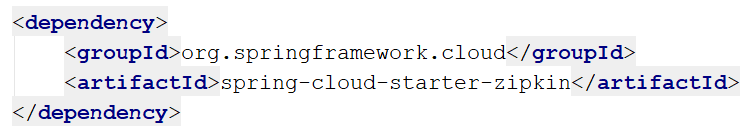 <dependency>
<groupId>org.springframework.cloud</groupId>
<artifactId>spring-cloud-starter-zipkin</artifactId>
</dependency>